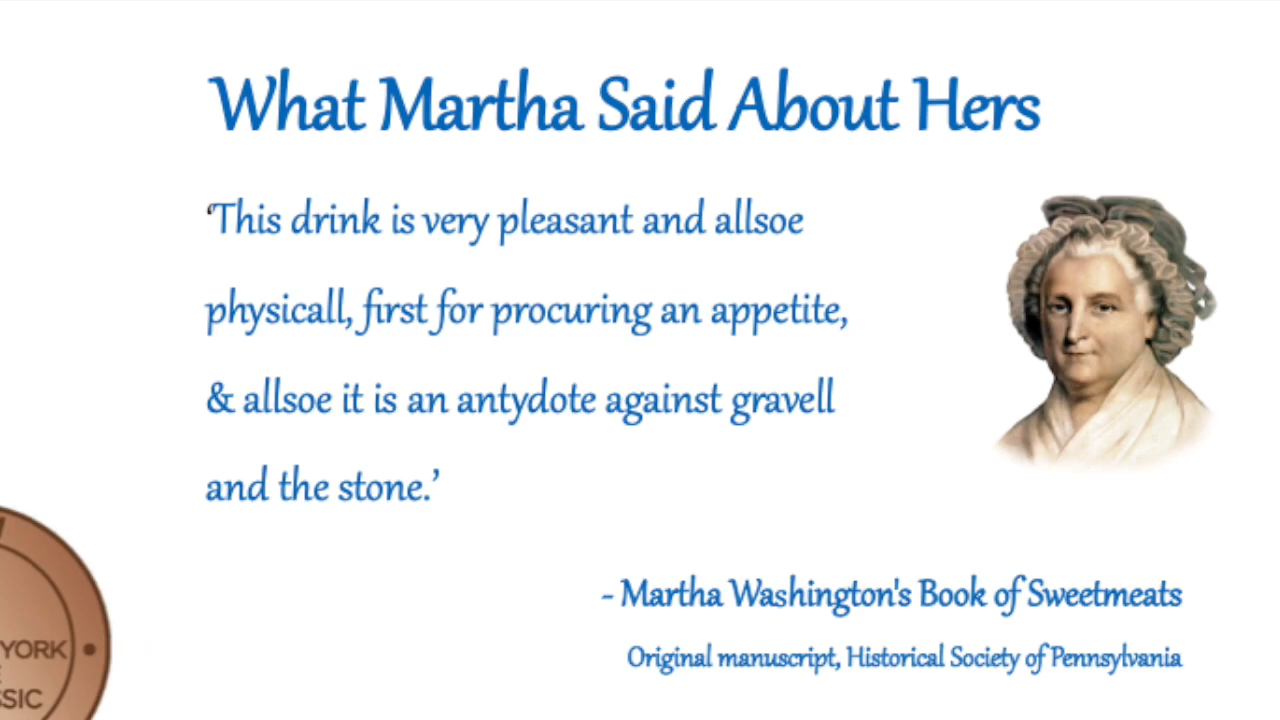 What Martha Said About Hers
‘This drink is very pleasant and allsoe
physicall, first for procuring an appetite,
& allsoe it is an antydote against gravell
and the stone.’
- Martha Washington's Book of Sweetmeats
Original manuscript, Historical Society of Pennsylvania
YORK